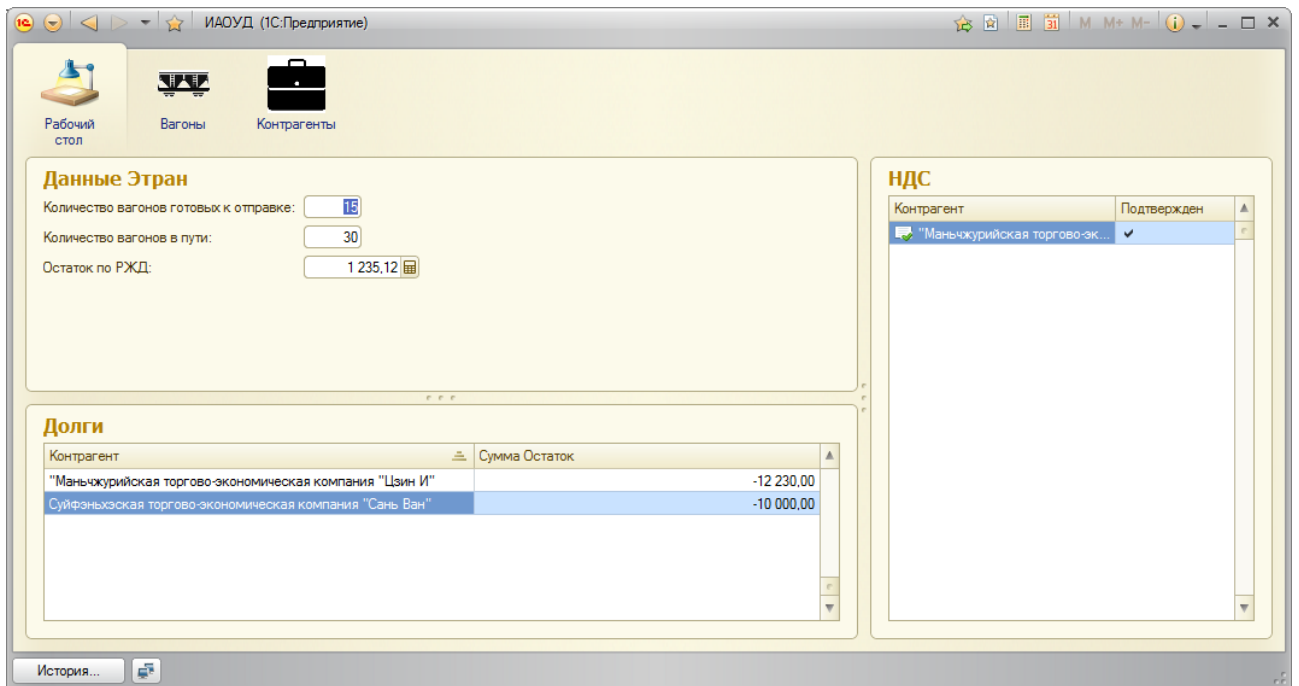 1С ИАОУД (1С:Предприятие) 31 M M+ M-
Рабочий
стол
Вагоны
Контрагенты
Данные Этран
Количество вагонов готовых к отправке: 15
Количество вагонов в пути: 30
Остаток по РЖД: 1 235,12
НДС
Контрагент Подтвержден
"Маньчжурийская торгово-эк...
Долги
Контрагент Сумма Остаток
"Маньчжурийская торгово-экономическая компания "Цзин И" -12 230,00
Суйфэньхэская торгово-экономическая компания "Сань Ван" -10 000,00
История...